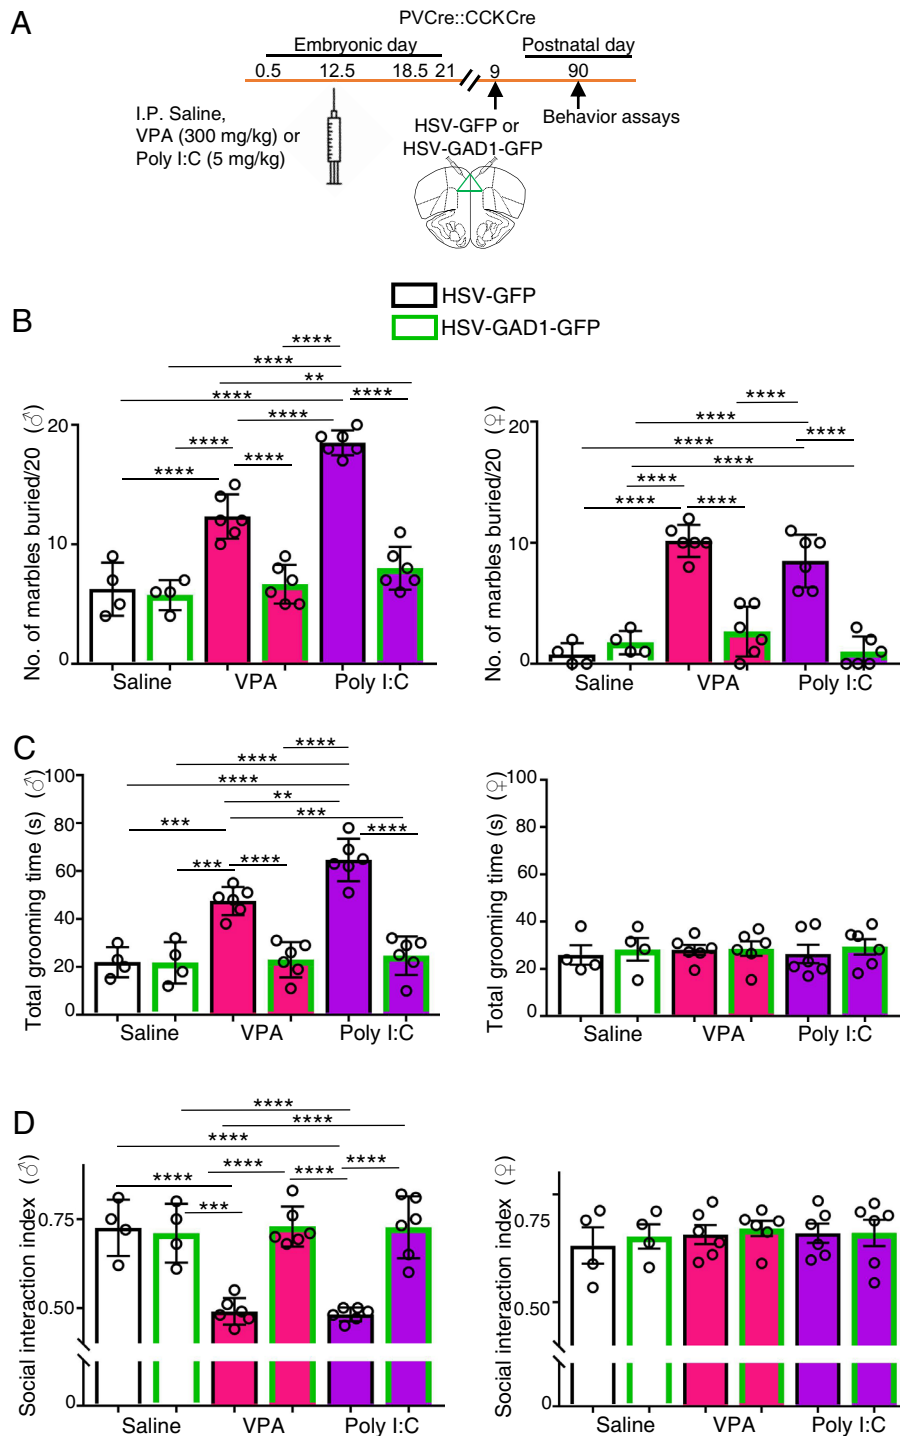 A
PVCre::CCKCre
Embryonic day
Postnatal day
0.5 12.5 18.5 21 9 90
I.P. Saline,
VPA (300 mg/kg) or
Poly I:C (5 mg/kg)
HSV-GFP or
HSV-GAD1-GFP
Behavior assays
HSV-GFP
HSV-GAD1-GFP
B
No. of marbles buried/20 (♂)
20
10
0
****
****
**
**** ****
****
****
**** ****
Saline VPA Poly I:C
No. of marbles buried/20 (♀)
20
10
0
****
****
**** ****
****
****
**** ****
Saline VPA Poly I:C
C
Total grooming time (s) (♂)
100
80
60
40
20
0
****
****
****
**
***
*** ****
*** ****
Saline VPA Poly I:C
Total grooming time (s) (♀)
100
80
60
40
20
0
Saline VPA Poly I:C
D
Social interaction index (♂)
0.75
0.50
0
****
****
****
**** ****
**** ****
***
Saline VPA Poly I:C
Social interaction index (♀)
0.75
0.50
0
Saline VPA Poly I:C